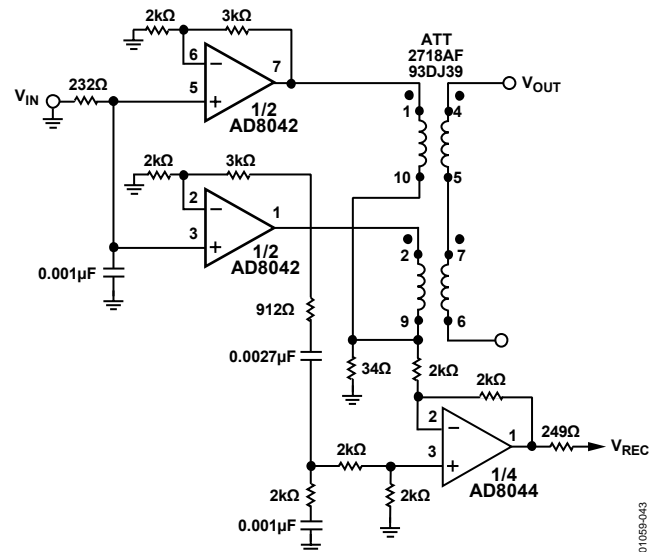 2kΩ
3kΩ
6
7
5
232Ω
VIN
1/2
AD8042
ATT
2718AF
93DJ39
1
4
VOUT
10
5
2kΩ
3kΩ
2
1
3
1/2
AD8042
0.001µF
2
7
9
6
912Ω
0.0027µF
34Ω
2kΩ
2kΩ
2
1
249Ω
VREC
3
2kΩ
1/4
AD8044
2kΩ
2kΩ
0.001µF
01059-043